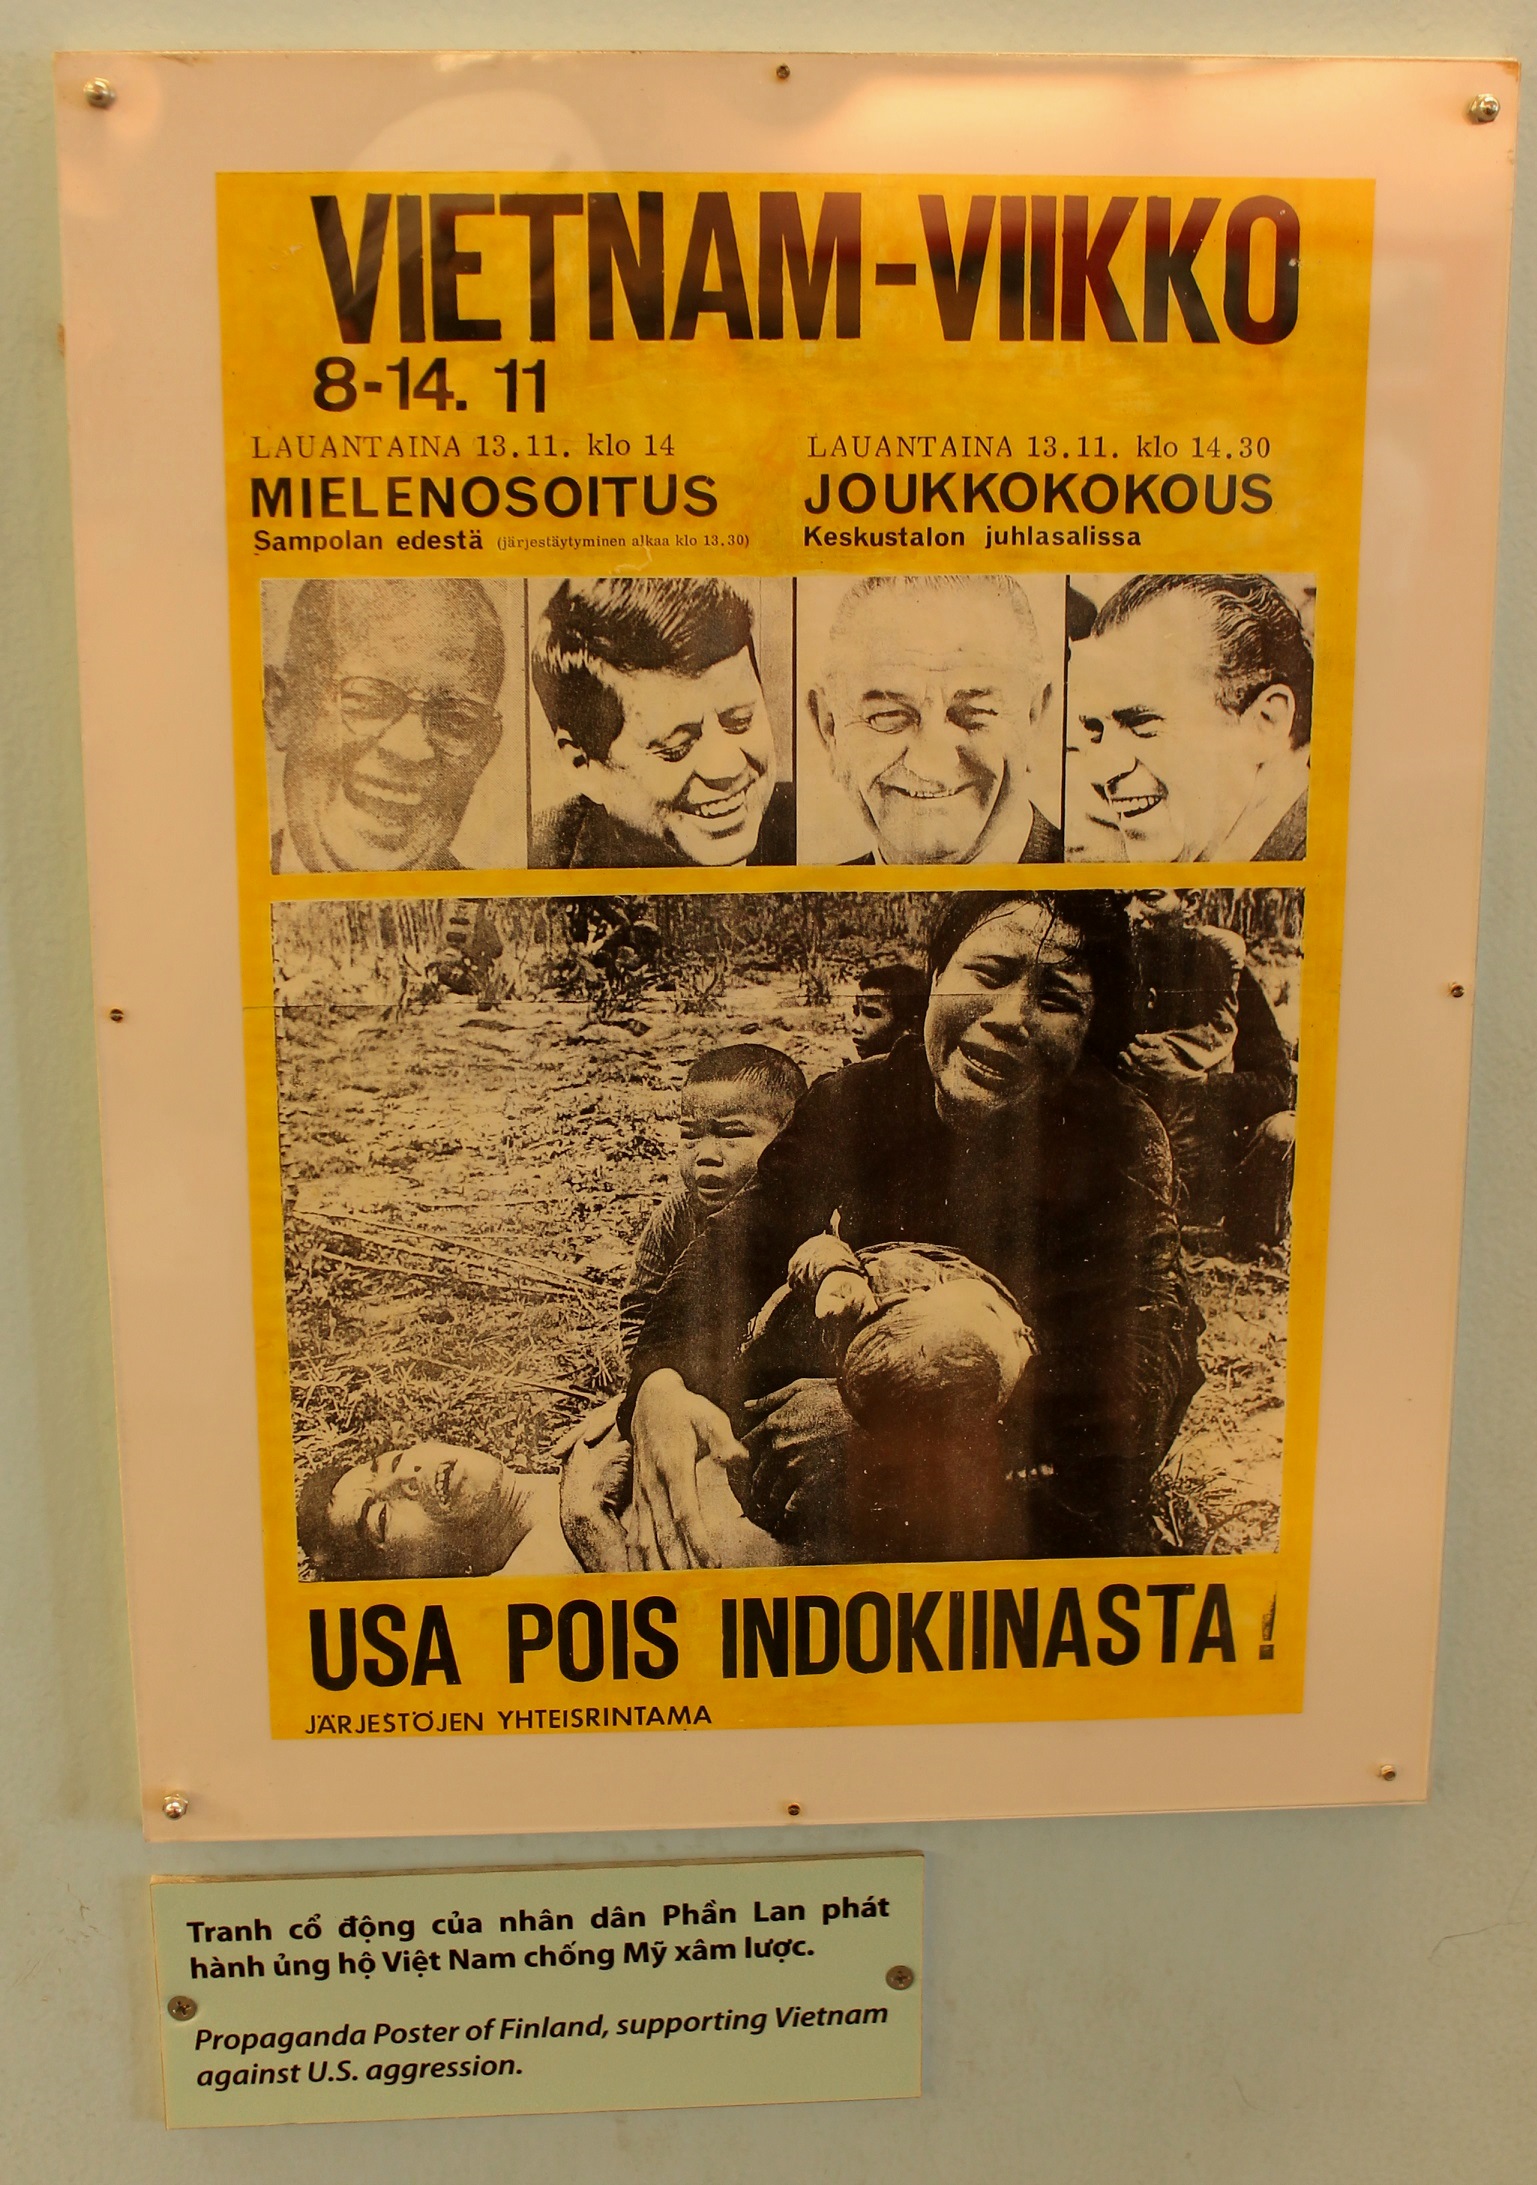 VIETNAM-VIIKKO
8-14. 11
LAUANTAINA 13.11. klo 14
MIELENOSOITUS
Sampolan edestä (järjestäytyminen alkaa klo 13.30)
LAUANTAINA 13.11. klo 14.30
JOUKKOKOKOUS
Keskustalon juhlasalissa
USA POIS INDOKIINASTA!
JÄRJESTÖJEN YHTEISRINTAMA
Tranh cổ động của nhân dân Phần Lan phát
hành ủng hộ Việt Nam chống Mỹ xâm lược.
Propaganda Poster of Finland, supporting Vietnam
against U.S. aggression.